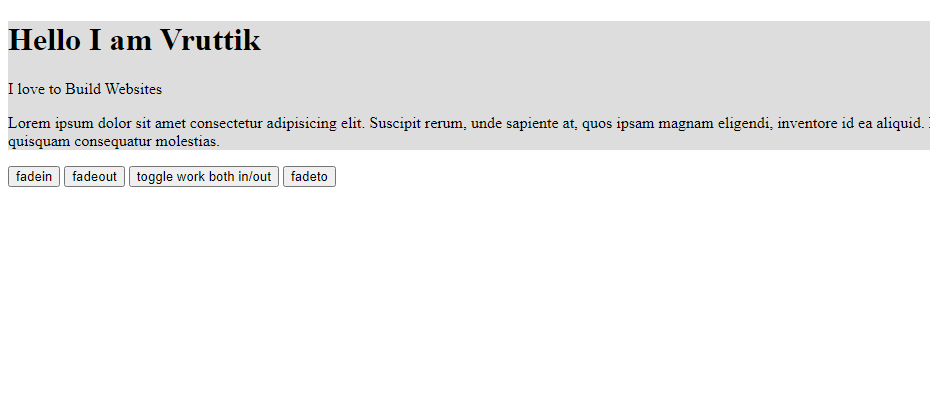 Hello I am Vruttik
I love to Build Websites
Lorem ipsum dolor sit amet consectetur adipisicing elit. Suscipit rerum, unde sapiente at, quos ipsam magnam eligendi, inventore id ea aliquid.
quisquam consequatur molestias.
fadein fadeout toggle work both in/out fadeto